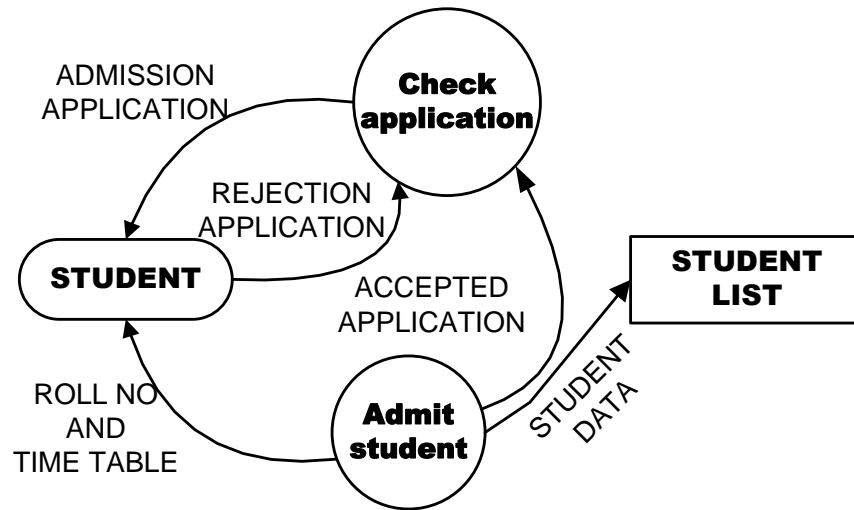 ADMISSION
APPLICATION
Check
application
REJECTION
APPLICATION
STUDENT
STUDENT
LIST
ACCEPTED
APPLICATION
STUDENT
DATA
ROLL NO
AND
TIME TABLE
Admit
student